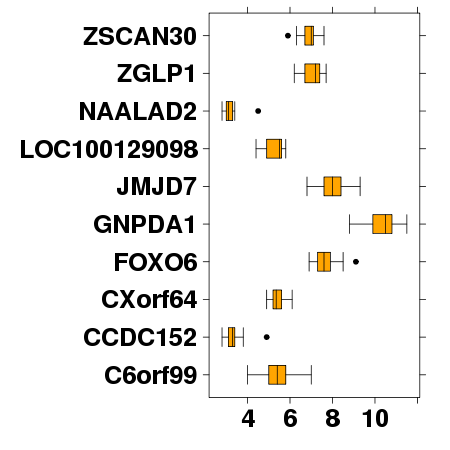 ZSCAN30
ZGLP1
NAALAD2
LOC100129098
JMJD7
GNPDA1
FOXO6
CXorf64
CCDC152
C6orf99
4 6 8 10